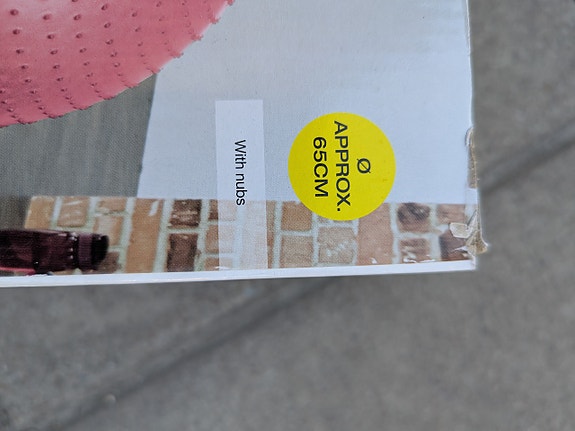 Ø
APPROX.
65CM
With nubs